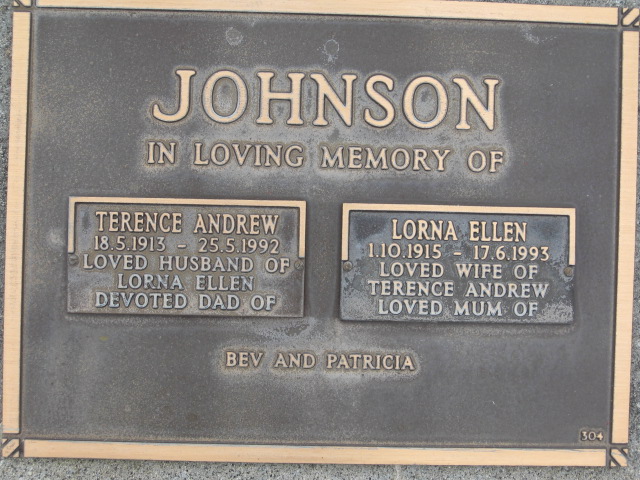 JOHNSON
IN LOVING MEMORY OF
TERENCE ANDREW
18.5.1913 - 25.5.1992
LOVED HUSBAND OF
LORNA ELLEN
DEVOTED DAD OF
LORNA ELLEN
1.10.1915 - 17.6.1993
LOVED WIFE OF
TERENCE ANDREW
LOVED MUM OF
BEV AND PATRICIA
304